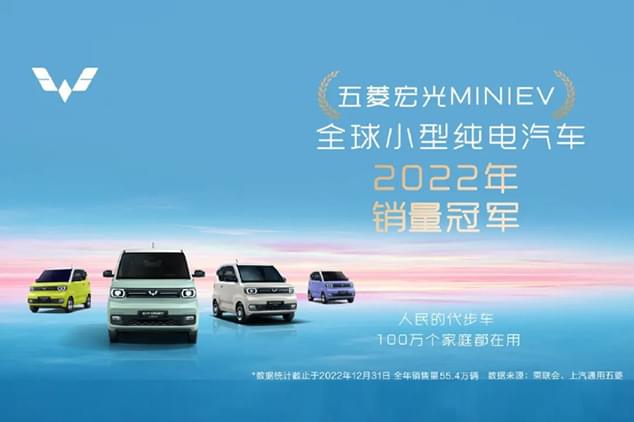 五菱宏光MINIEV
全球小型纯电汽车
2022年
销量冠军
人民的代步车
100万个家庭都在用
*数据统计截止于2022年12月31日 全年销售量55.4万辆 数据来源：乘联会、上汽通用五菱